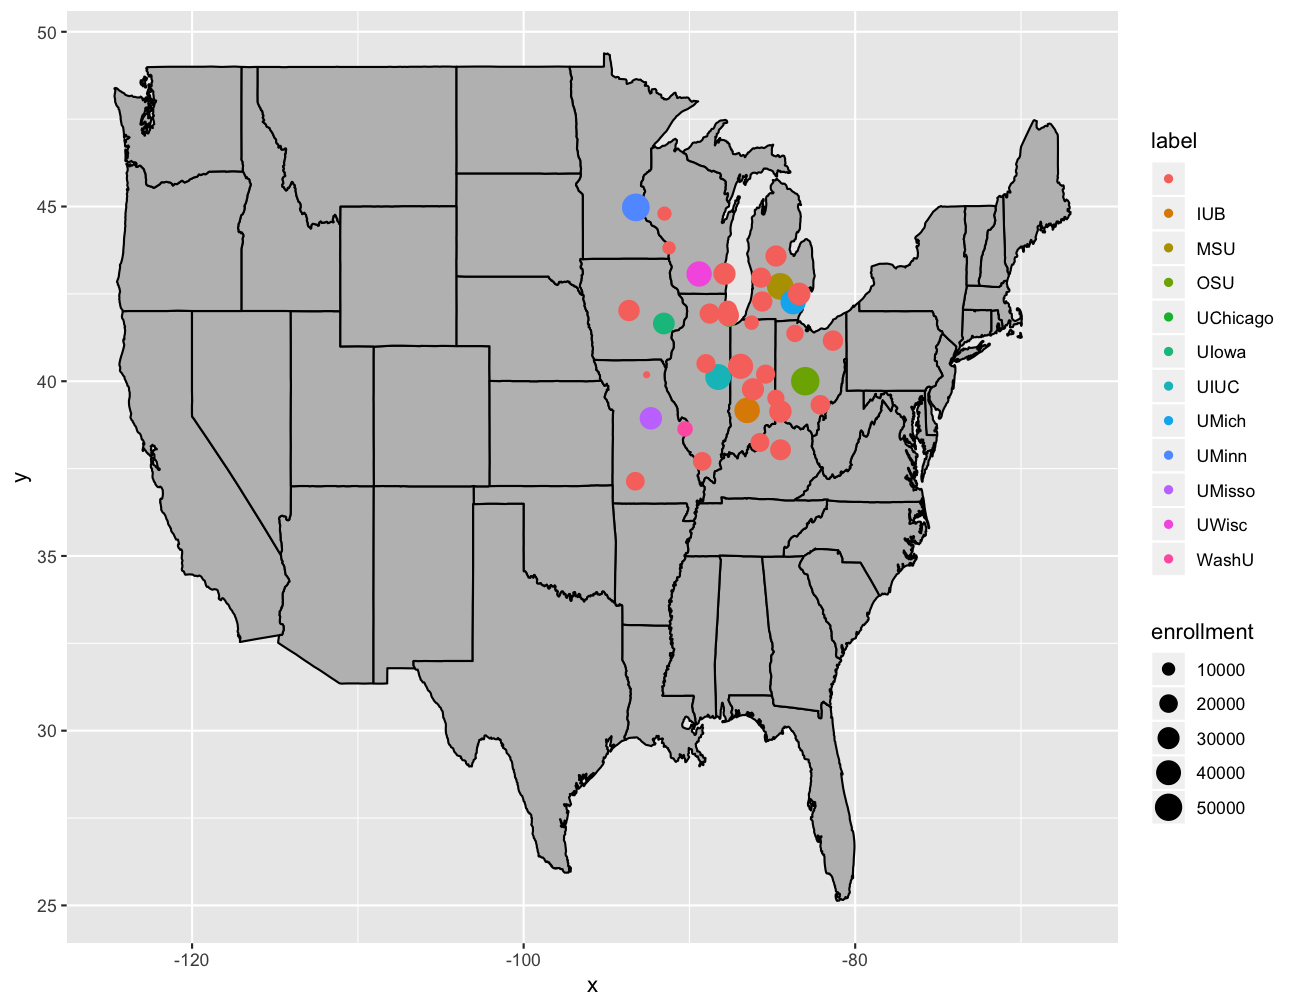 50
45
40
35
30
25
y
-120
-100
-80
x
label
IUB
MSU
OSU
UChicago
UIowa
UIUC
UMich
UMinn
UMisso
UWisc
WashU
enrollment
10000
20000
30000
40000
50000